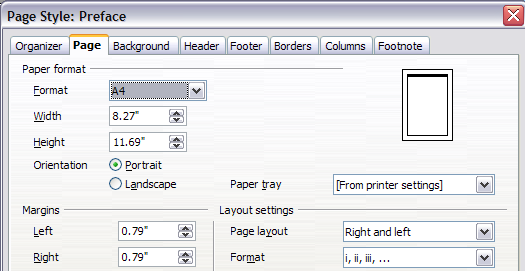 Page Style: Preface
Organizer Page Background Header Footer Borders Columns Footnote
Paper format
Format A4
Width 8.27"
Height 11.69"
Orientation Portrait
Landscape Paper tray [From printer settings]
Margins Layout settings
Left 0.79" Page layout Right and left
Right 0.79" Format i, ii, iii, ...